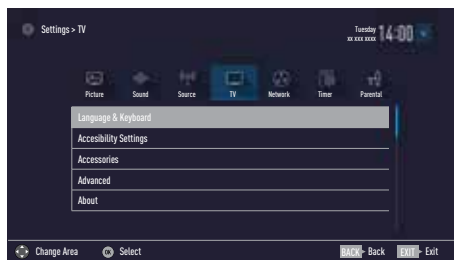 Settings > TV
Tuesday
xx xxx xxxx
14:00
Picture Sound Source TV Network Timer Parental
Language & Keyboard
Accesibility Settings
Accessories
Advanced
About
Change Area OK Select BACK Back EXIT Exit